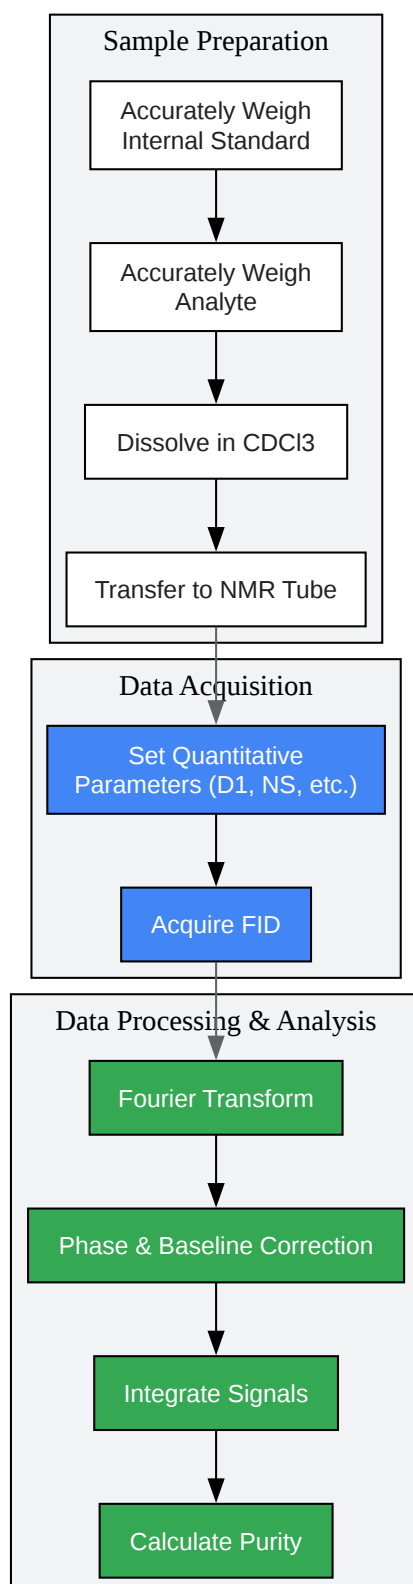 Sample Preparation
Accurately Weigh
Internal Standard
Accurately Weigh
Analyte
Dissolve in CDCl3
Transfer to NMR Tube
Data Acquisition
Set Quantitative
Parameters (D1, NS, etc.)
Acquire FID
Data Processing & Analysis
Fourier Transform
Phase & Baseline Correction
Integrate Signals
Calculate Purity